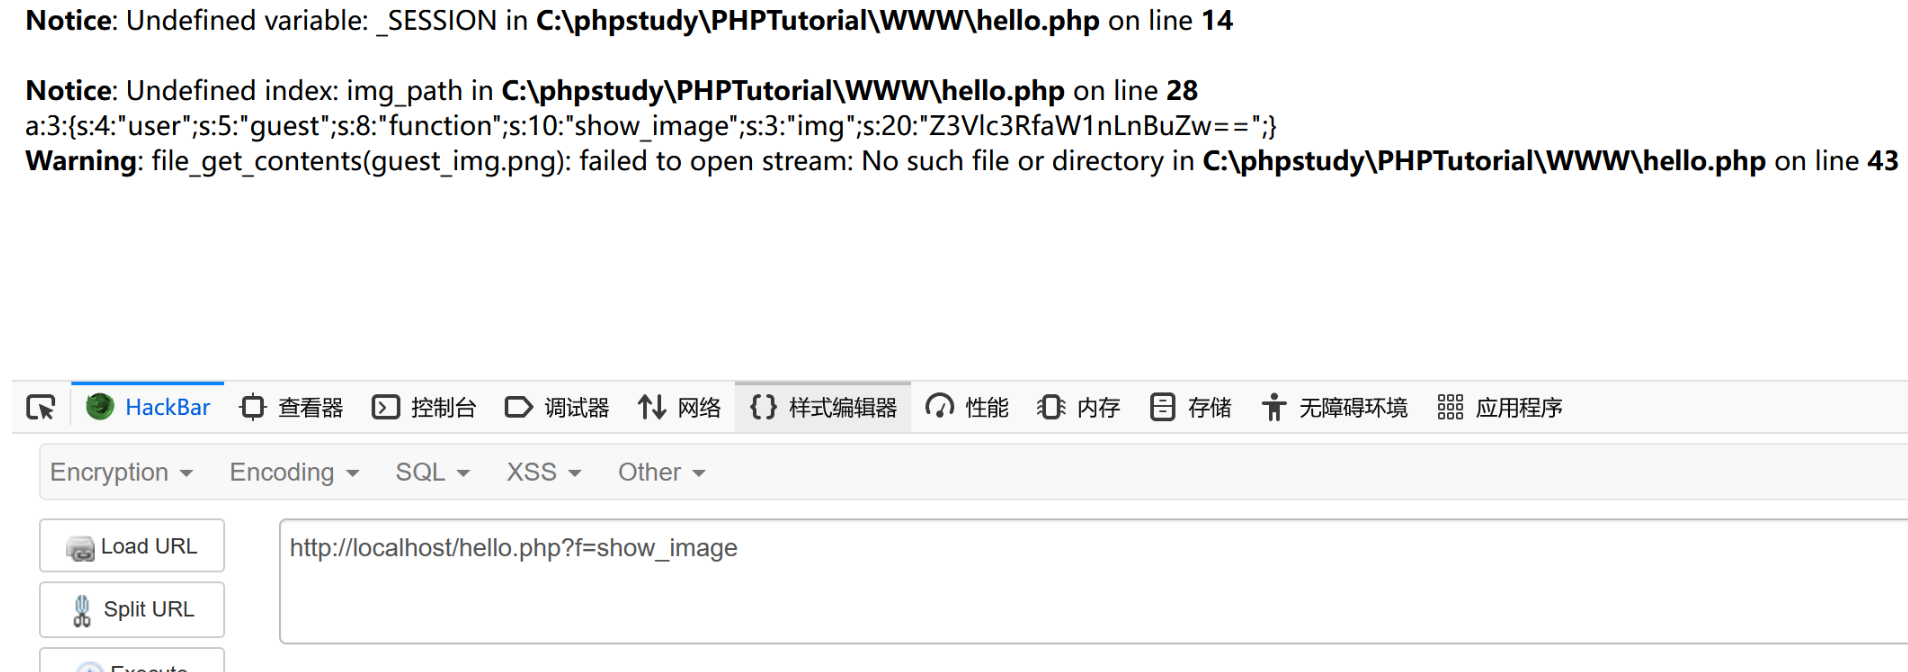 Notice: Undefined variable: _SESSION in C:\phpstudy\PHPTutorial\WWW\hello.php on line 14
Notice: Undefined index: img_path in C:\phpstudy\PHPTutorial\WWW\hello.php on line 28
a:3:{s:4:"user";s:5:"guest";s:8:"function";s:10:"show_image";s:3:"img";s:20:"Z3Vlc3RfaW1nLnBuZw==";}
Warning: file_get_contents(guest_img.png): failed to open stream: No such file or directory in C:\phpstudy\PHPTutorial\WWW\hello.php on line 43
HackBar 查看器 控制台 调试器 网络 样式编辑器 性能 内存 存储 无障碍环境 应用程序
Encryption Encoding SQL XSS Other
Load URL http://localhost/hello.php?f=show_image
Split URL
Execute